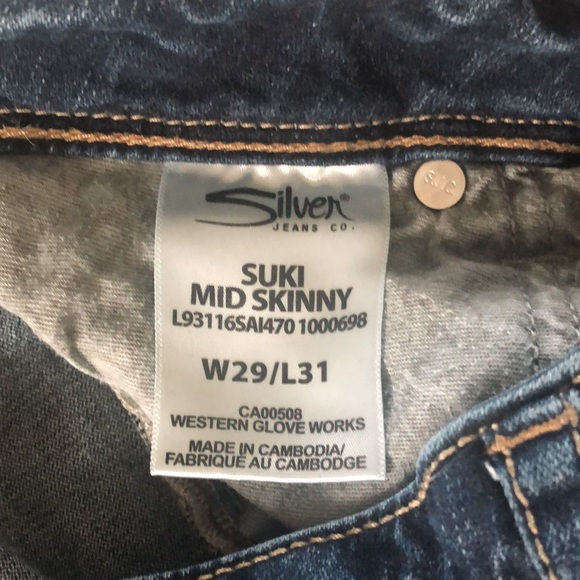 Silver®
JEANS CO.
SUKI
MID SKINNY
L93116SAI470 1000698
W29/L31
CA00508
WESTERN GLOVE WORKS
MADE IN CAMBODIA/
FABRIQUÉ AU CAMBODGE